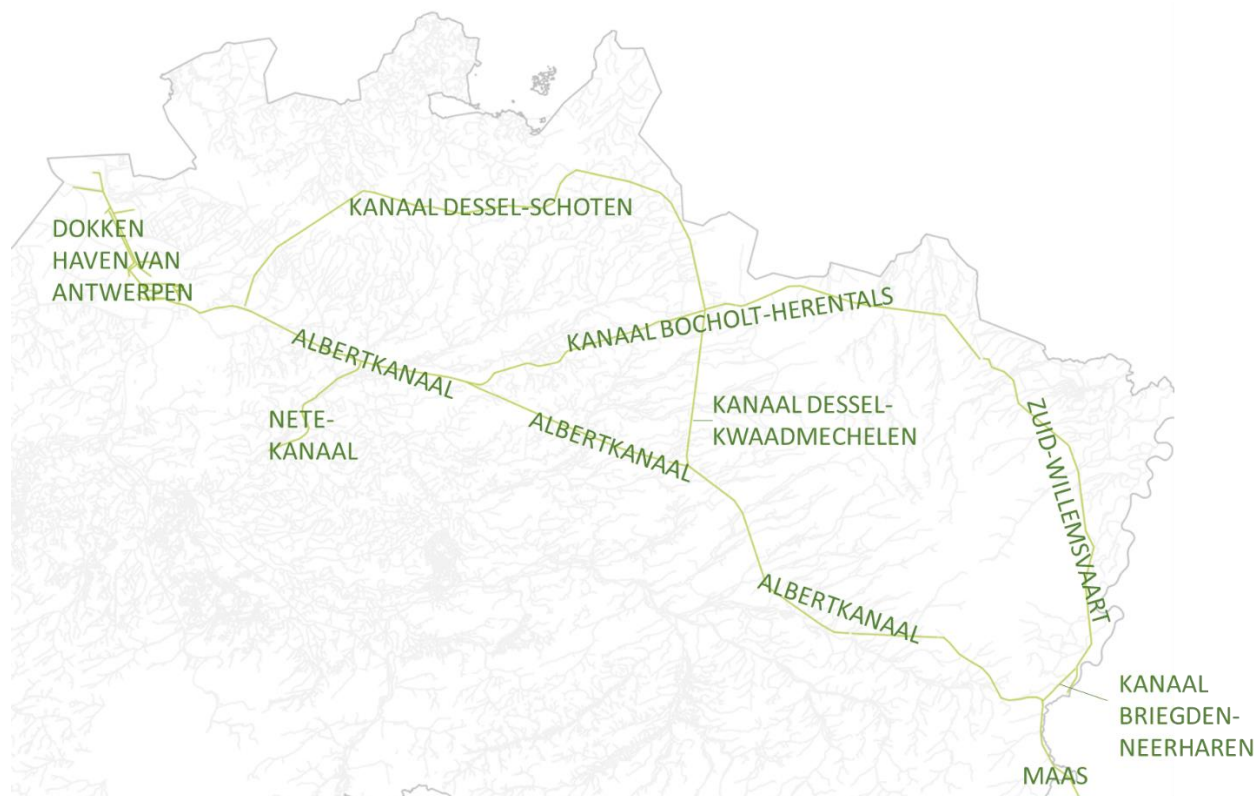 KANAAL DESSEL-SCHOTEN
DOKKEN
HAVEN VAN
ANTWERPEN
KANAAL BOCHOLT-HERENTALS
ALBERTKANAAL
NETE-
KANAAL
ALBERTKANAAL
KANAAL DESSEL-
KWAADMECHELEN
ZUID-WILLEMSVAART
ALBERTKANAAL
KANAAL
BRIEGDEN-
NEERHAREN
MAAS